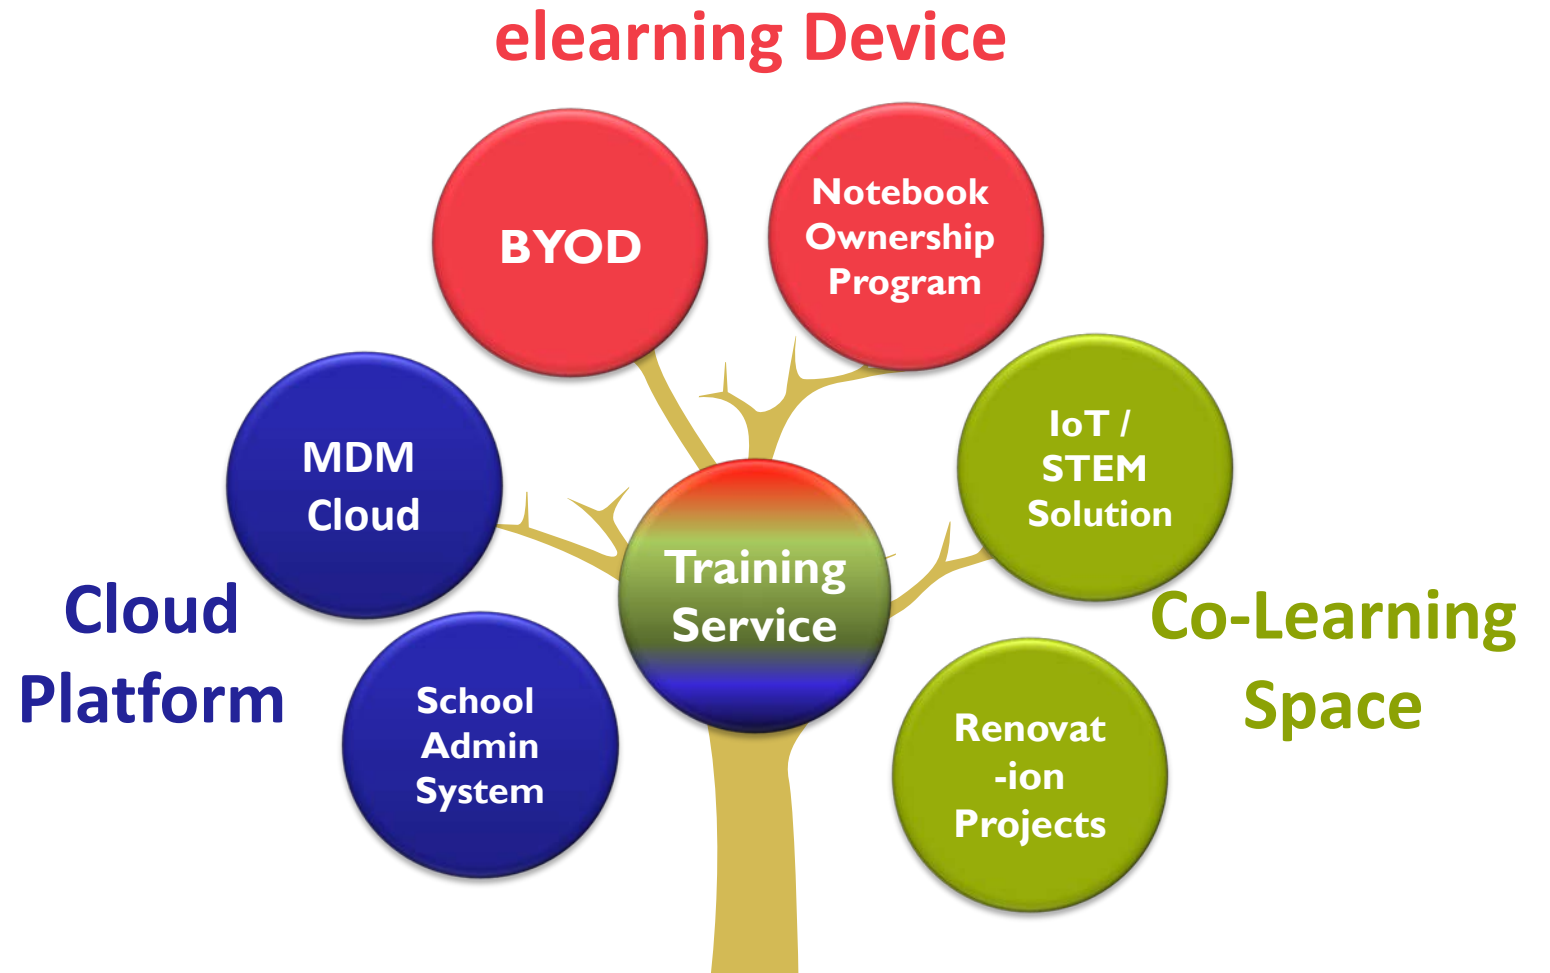 elearning Device
BYOD
Notebook
Ownership
Program
MDM
Cloud
IoT /
STEM
Solution
Training
Service
Cloud
Platform
Co-Learning
Space
School
Admin
System
Renovat
-ion
Projects